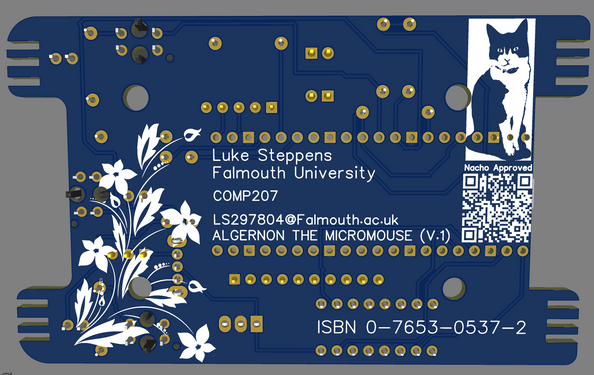 Nacho Approved
Luke Steppens
Falmouth University
COMP207
LS297804@Falmouth.ac.uk
ALGERNON THE MICROMOUSE (V.1)
ISBN 0-7653-0537-2